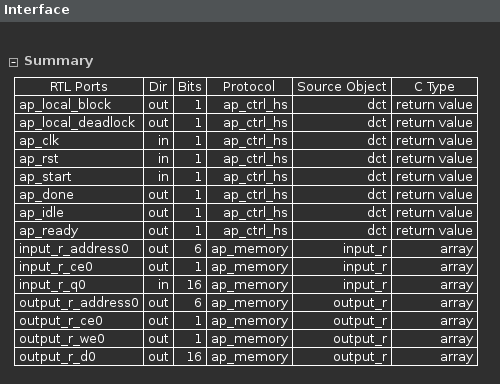 Interface
Summary
RTL Ports Dir Bits Protocol Source Object C Type
ap_local_block out 1 ap_ctrl_hs dct return value
ap_local_deadlock out 1 ap_ctrl_hs dct return value
ap_clk in 1 ap_ctrl_hs dct return value
ap_rst in 1 ap_ctrl_hs dct return value
ap_start in 1 ap_ctrl_hs dct return value
ap_done out 1 ap_ctrl_hs dct return value
ap_idle out 1 ap_ctrl_hs dct return value
ap_ready out 1 ap_ctrl_hs dct return value
input_r_address0 out 6 ap_memory input_r array
input_r_ce0 out 1 ap_memory input_r array
input_r_q0 in 16 ap_memory input_r array
output_r_address0 out 6 ap_memory output_r array
output_r_ce0 out 1 ap_memory output_r array
output_r_we0 out 1 ap_memory output_r array
output_r_d0 out 16 ap_memory output_r array